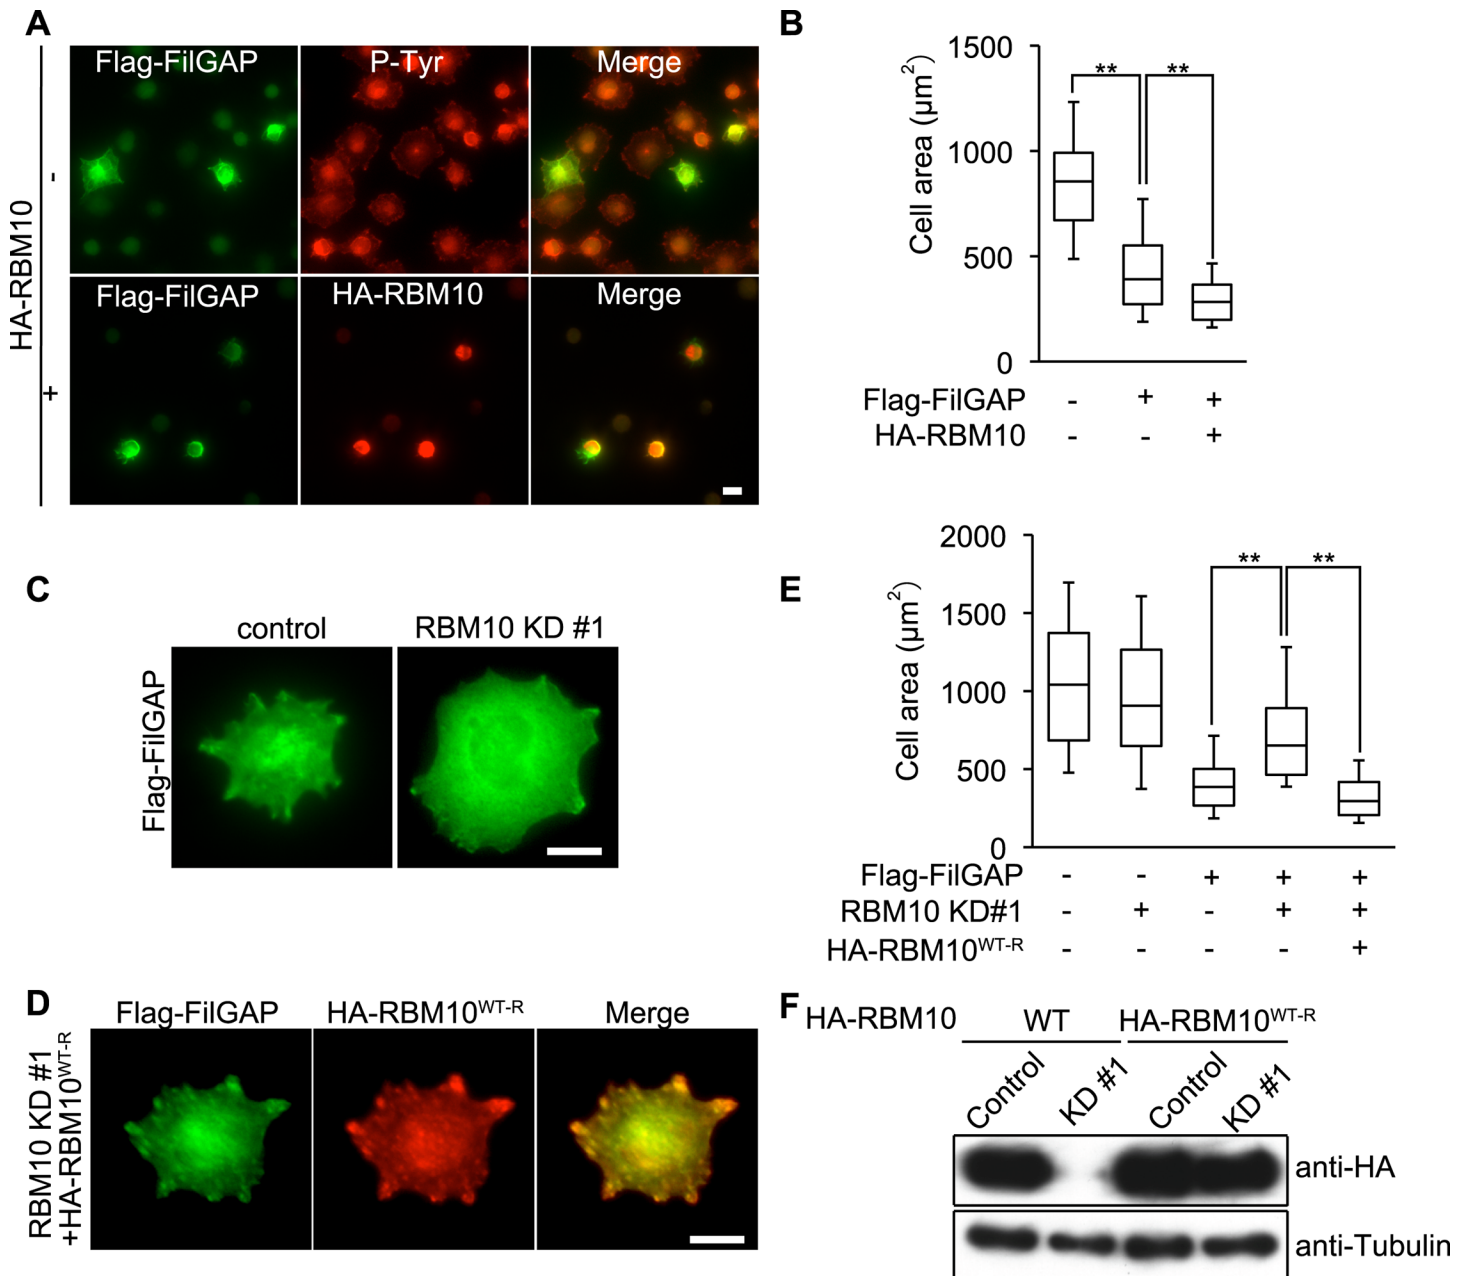 A
HA-RBM10
-
+
Flag-FilGAP P-Tyr Merge
Flag-FilGAP HA-RBM10 Merge
B
Cell area (µm²)
1500
1000
500
0
** **
Flag-FilGAP - + +
HA-RBM10 - - +
C
control RBM10 KD #1
Flag-FilGAP
D
Flag-FilGAP HA-RBM10WT-R Merge
RBM10 KD #1
+HA-RBM10WT-R
E
Cell area (µm²)
2000
1500
1000
500
0
** **
Flag-FilGAP - - + + +
RBM10 KD#1 - + - + +
HA-RBM10WT-R - - - - +
F
HA-RBM10 WT HA-RBM10WT-R
Control KD #1 Control KD #1
anti-HA
anti-Tubulin